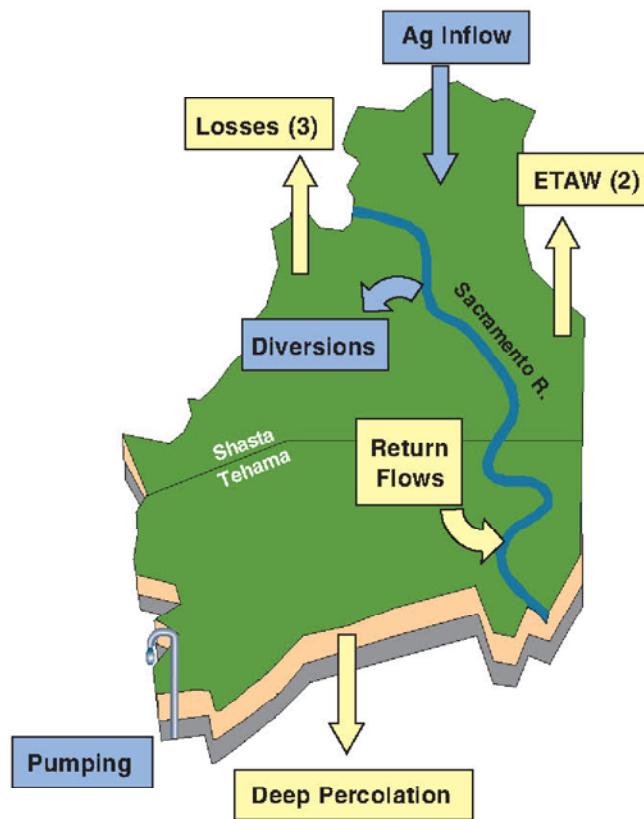 Ag Inflow
Losses (3)
ETAW (2)
Sacramento R.
Diversions
Shasta
Tehama
Return
Flows
Pumping
Deep Percolation